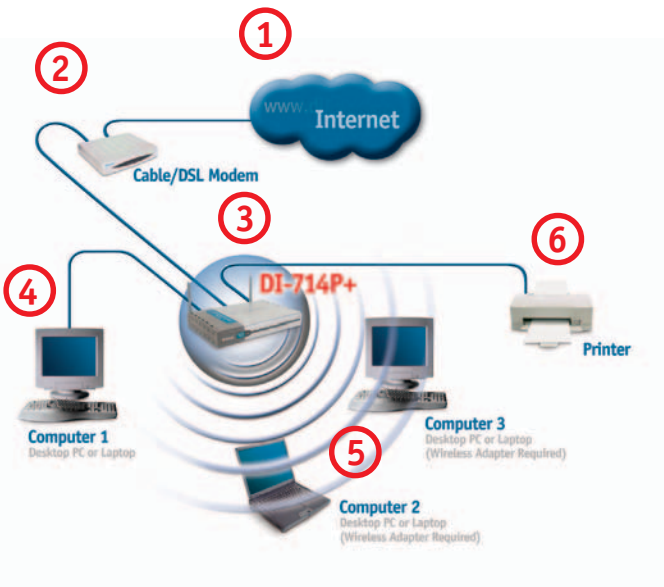 1
2
www.
Internet
Cable/DSL Modem
3
6
DI-714P+
4
Printer
Computer 1
Desktop PC or Laptop
Computer 3
Desktop PC or Laptop
(Wireless Adapter Required)
5
Computer 2
Desktop PC or Laptop
(Wireless Adapter Required)